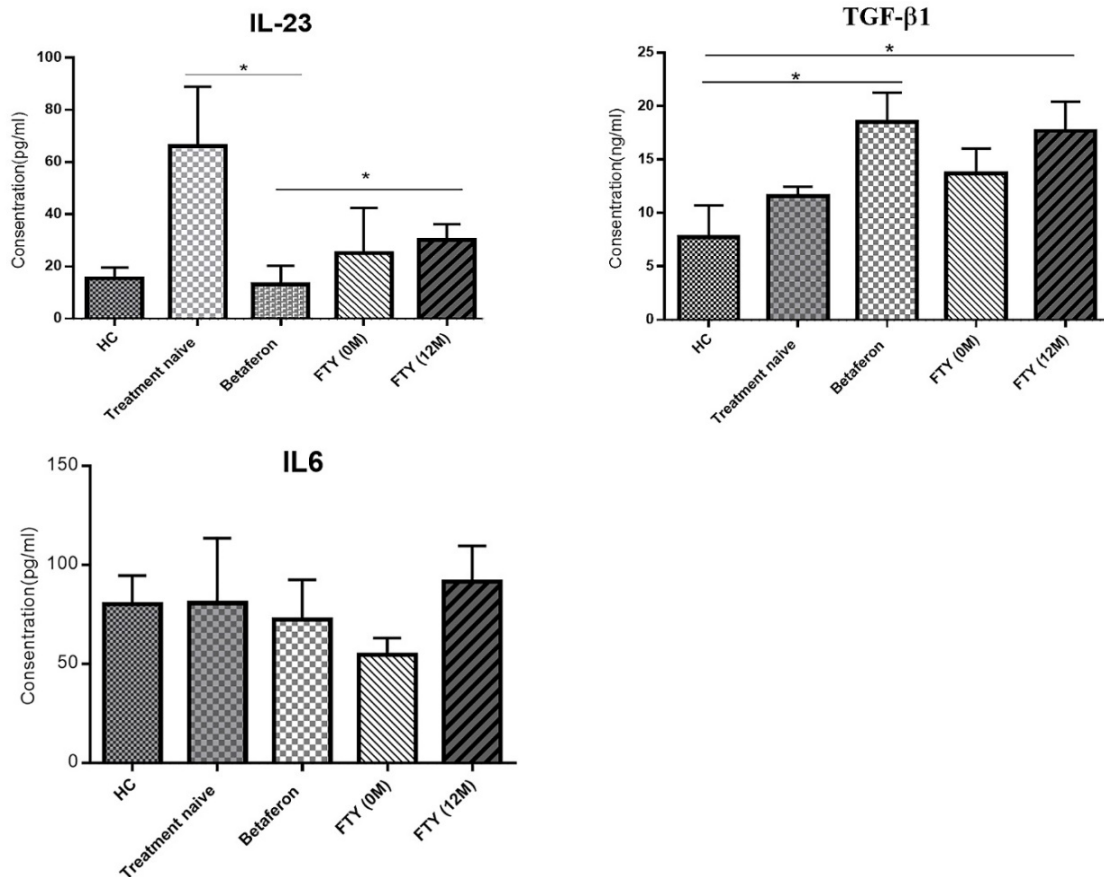 IL-23
Consentration(pg/ml)
100
80
60
40
20
0
*
*
HC
Treatment naive
Betaferon
FTY (0M)
FTY (12M)
TGF-β1
Consentration(ng/ml)
25
20
15
10
5
0
*
*
HC
Treatment naive
Betaferon
FTY (0M)
FTY (12M)
IL6
Consentration(pg/ml)
150
100
50
0
HC
Treatment naive
Betaferon
FTY (0M)
FTY (12M)